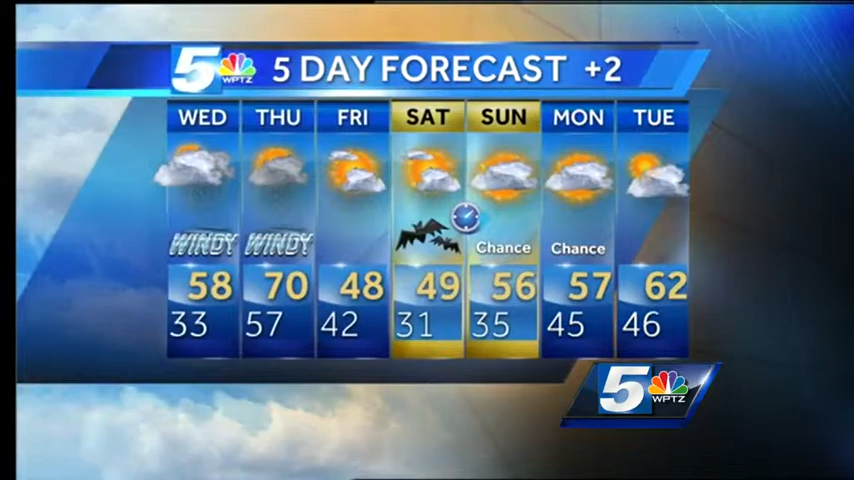 5 WPTZ 5 DAY FORECAST +2
WED THU FRI SAT SUN MON TUE
WINDY WINDY Chance Chance
58 70 48 49 56 57 62
33 57 42 31 35 45 46
5 WPTZ